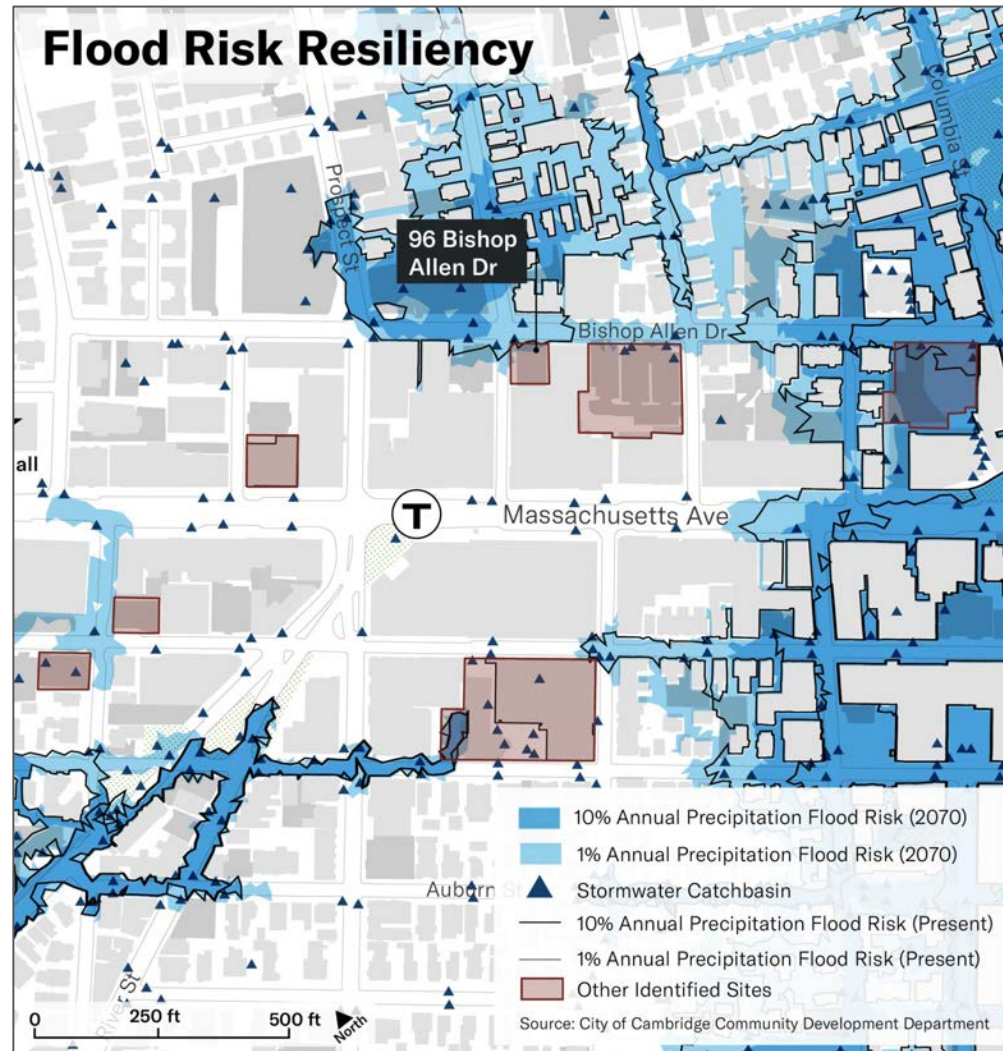 Flood Risk Resiliency
Columbia St
Prospect St
96 Bishop
Allen Dr
Bishop Allen Dr
all
T
Massachusetts Ave
10% Annual Precipitation Flood Risk (2070)
1% Annual Precipitation Flood Risk (2070)
Stormwater Catchbasin
Auburn St
10% Annual Precipitation Flood Risk (Present)
1% Annual Precipitation Flood Risk (Present)
Other Identified Sites
River St
0
250 ft
500 ft
North
Source: City of Cambridge Community Development Department